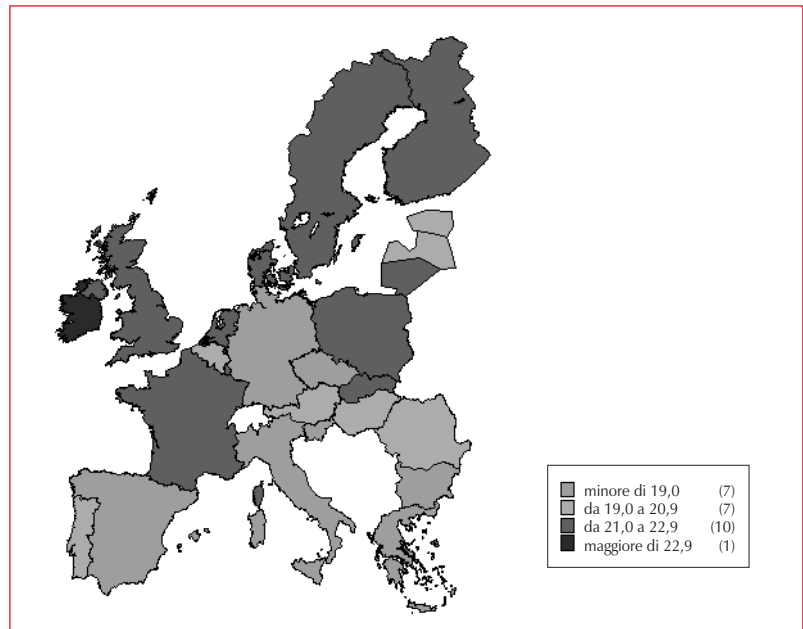 minore di 19,0 (7)
da 19,0 a 20,9 (7)
da 21,0 a 22,9 (10)
maggiore di 22,9 (1)